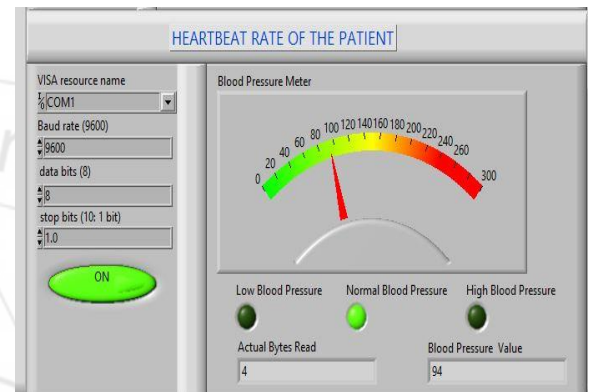 HEARTBEAT RATE OF THE PATIENT
VISA resource name
COM1
Baud rate (9600)
9600
data bits (8)
8
stop bits (10: 1 bit)
1.0
ON
Blood Pressure Meter
0 20 40 60 80 100 120 140 160 180 200 220 240 260 300
Low Blood Pressure Normal Blood Pressure High Blood Pressure
Actual Bytes Read Blood Pressure Value
4 94